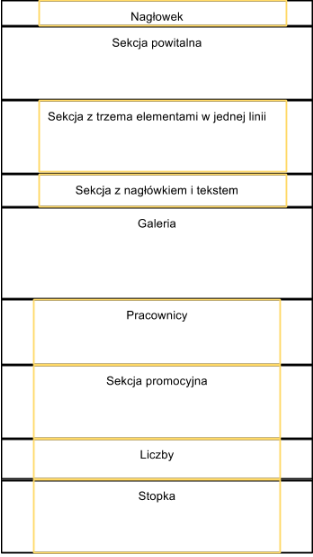 Nagłowek
Sekcja powitalna
Sekcja z trzema elementami w jednej linii
Sekcja z nagłówkiem i tekstem
Galeria
Pracownicy
Sekcja promocyjna
Liczby
Stopka